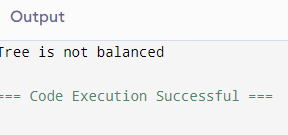 Output
Tree is not balanced
=== Code Execution Successful ===